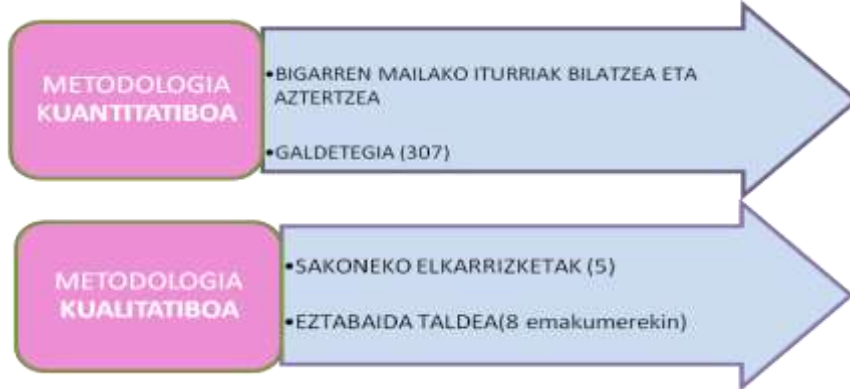 METODOLOGIA
KUANTITATIBOA
•BIGARREN MAILAKO ITURRIAK BILATZEA ETA
AZTERTZEA
•GALDETEGIA (307)
METODOLOGIA
KUALITATIBOA
•SAKONEKO ELKARRIZKETAK (5)
•EZTABAIDA TALDEA(8 emakumerekin)